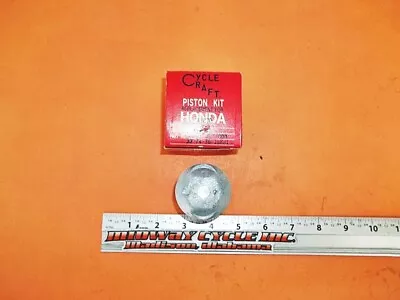 CYCLE
CRAFT
PISTON KIT
HONDA
1 2 3 4 5 6 7 8 9 10
MIDWAY CYCLE INC.
Madison, Alabama